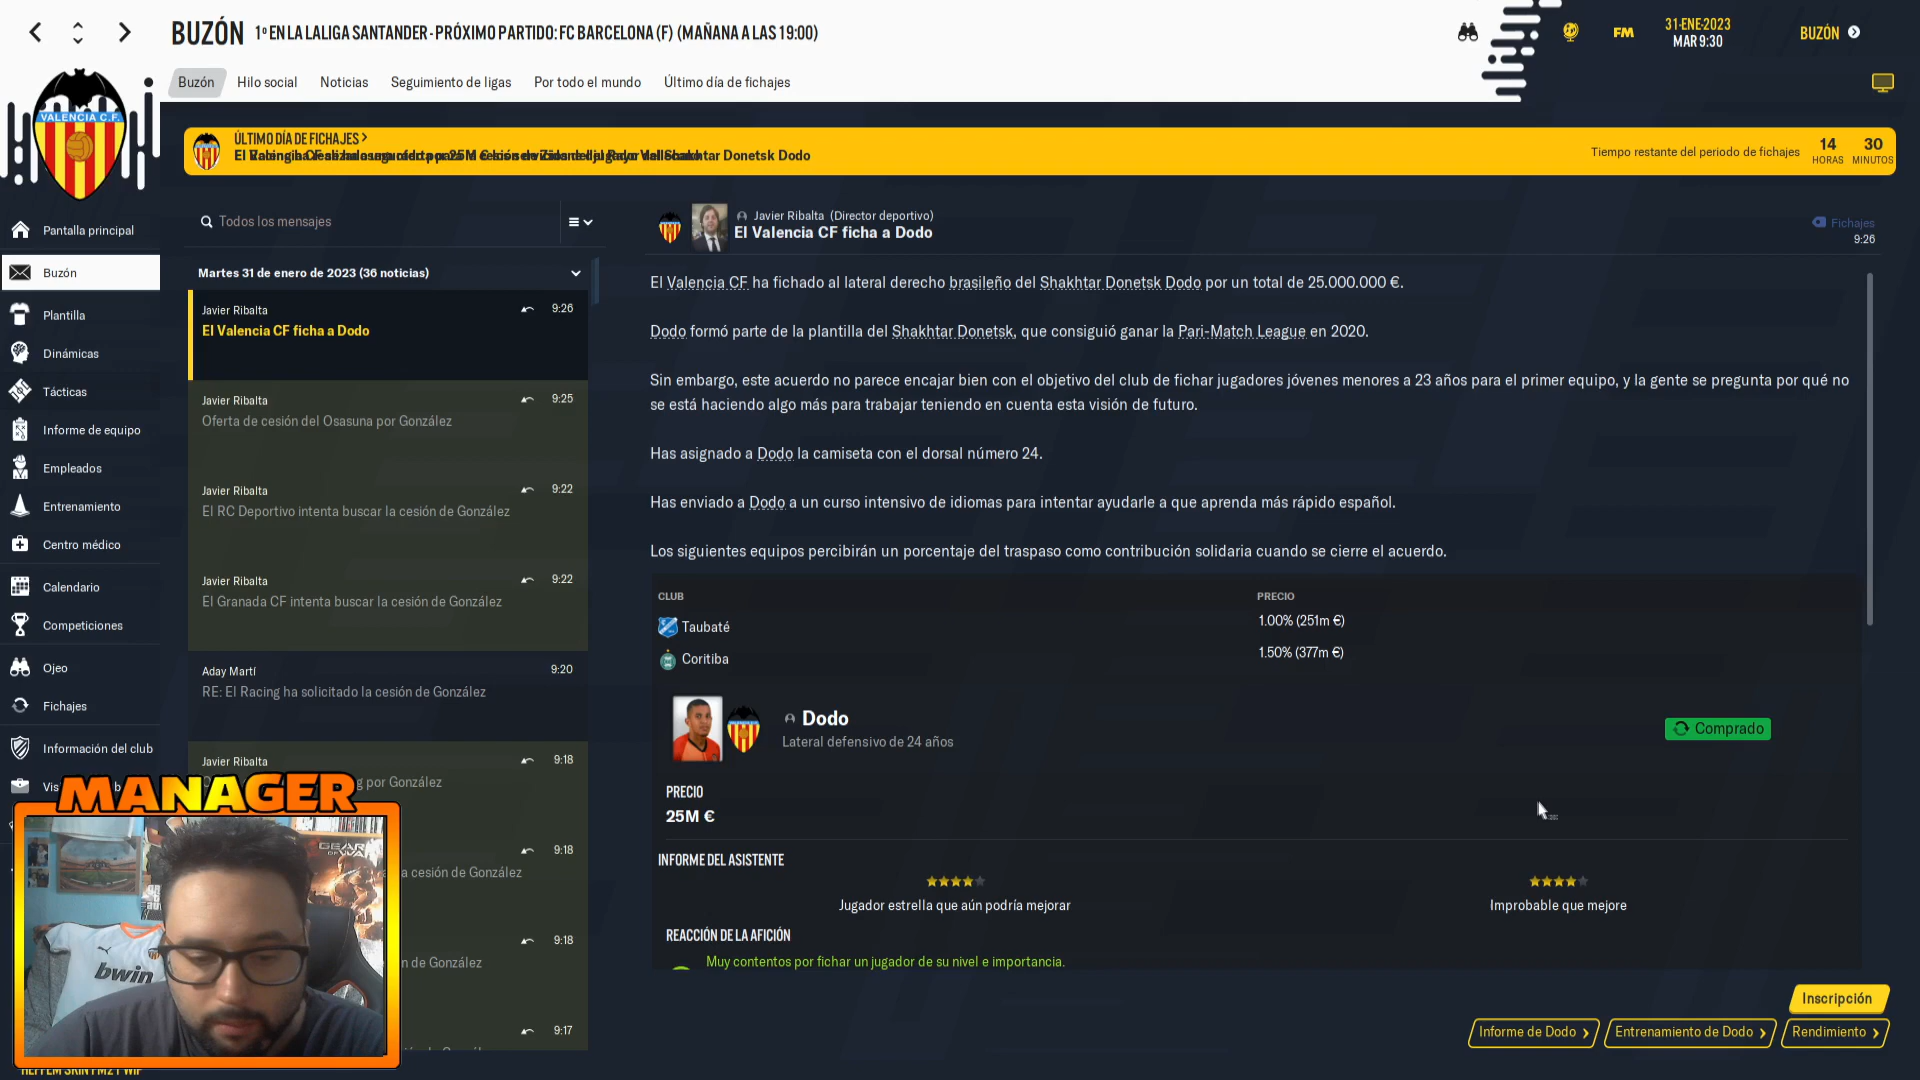 BUZÓN
1º EN LA LALIGA SANTANDER - PRÓXIMO PARTIDO: FC BARCELONA (F) (MAÑANA A LAS 19:00)
FM
31-ENE-2023
MAR 9:30
BUZÓN
Buzón
Hilo social
Noticias
Seguimiento de ligas
Por todo el mundo
Último día de fichajes
VALENCIA C.F.
ÚLTIMO DÍA DE FICHAJES >
Shakhtar Donetsk Dodo
Tiempo restante del periodo de fichajes
14
HORAS
30
MINUTOS
Pantalla principal
Buzón
Plantilla
Dinámicas
Tácticas
Informe de equipo
Empleados
Entrenamiento
Centro médico
Calendario
Competiciones
Ojeo
Fichajes
Información del club
Todos los mensajes
Martes 31 de enero de 2023 (36 noticias)
Javier Ribalta
9:26
El Valencia CF ficha a Dodo
Javier Ribalta
9:25
Oferta de cesión del Osasuna por González
Javier Ribalta
9:22
El RC Deportivo intenta buscar la cesión de González
Javier Ribalta
9:22
El Granada CF intenta buscar la cesión de González
Aday Martí
9:20
RE: El Racing ha solicitado la cesión de González
Javier Ribalta
9:18
por González
9:18
a cesión de González
9:18
n de González
9:17
MANAGER
GEAR
bwin
Javier Ribalta (Director deportivo)
El Valencia CF ficha a Dodo
Fichajes
9:26
El Valencia CF ha fichado al lateral derecho brasileño del Shakhtar Donetsk Dodo por un total de 25.000.000 €.
Dodo formó parte de la plantilla del Shakhtar Donetsk, que consiguió ganar la Pari-Match League en 2020.
Sin embargo, este acuerdo no parece encajar bien con el objetivo del club de fichar jugadores jóvenes menores a 23 años para el primer equipo, y la gente se pregunta por qué no
se está haciendo algo más para trabajar teniendo en cuenta esta visión de futuro.
Has asignado a Dodo la camiseta con el dorsal número 24.
Has enviado a Dodo a un curso intensivo de idiomas para intentar ayudarle a que aprenda más rápido español.
Los siguientes equipos percibirán un porcentaje del traspaso como contribución solidaria cuando se cierre el acuerdo.
CLUB
PRECIO
Taubaté
1.00% (251m €)
Coritiba
1.50% (377m €)
Dodo
Lateral defensivo de 24 años
Comprado
PRECIO
25M €
INFORME DEL ASISTENTE
Jugador estrella que aún podría mejorar
Improbable que mejore
REACCIÓN DE LA AFICIÓN
Muy contentos por fichar un jugador de su nivel e importancia.
Inscripción
Informe de Dodo >
Entrenamiento de Dodo >
Rendimiento >